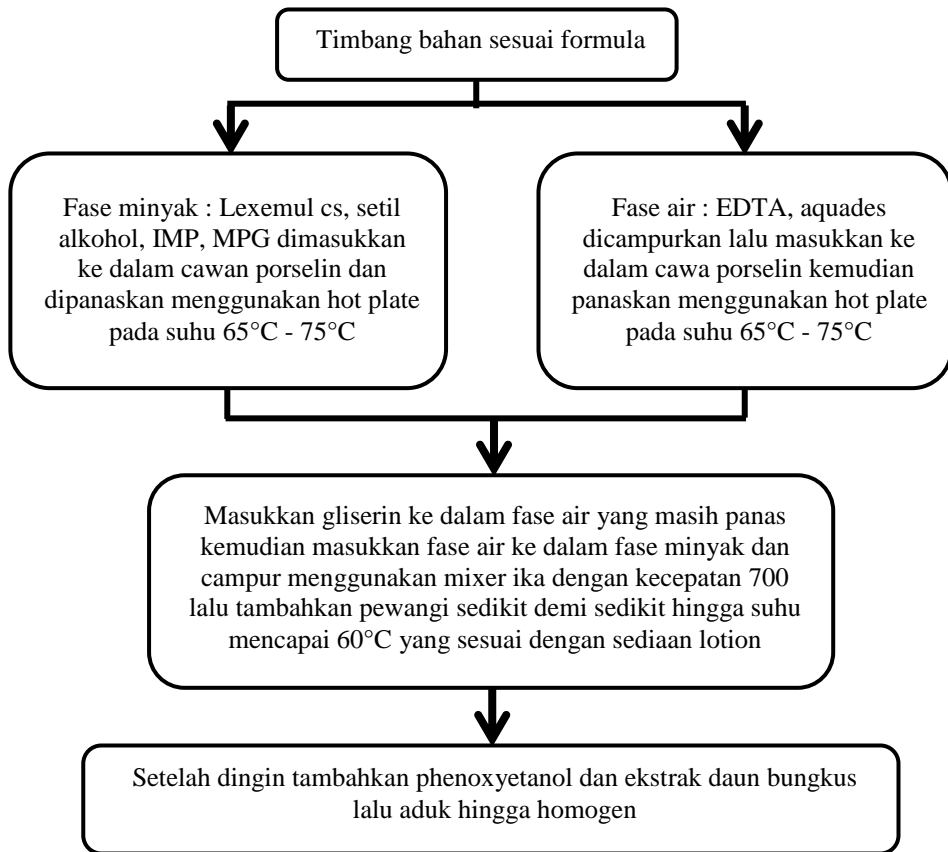 Timbang bahan sesuai formula
Fase minyak : Lexemul cs, setil
alkohol, IMP, MPG dimasukkan
ke dalam cawan porselin dan
dipanaskan menggunakan hot plate
pada suhu 65°C - 75°C
Fase air : EDTA, aquades
dicampurkan lalu masukkan ke
dalam cawa porselin kemudian
panaskan menggunakan hot plate
pada suhu 65°C - 75°C
Masukkan gliserin ke dalam fase air yang masih panas
kemudian masukkan fase air ke dalam fase minyak dan
campur menggunakan mixer ika dengan kecepatan 700
lalu tambahkan pewangi sedikit demi sedikit hingga suhu
mencapai 60°C yang sesuai dengan sediaan lotion
Setelah dingin tambahkan phenoxyetanol dan ekstrak daun bungkus
lalu aduk hingga homogen